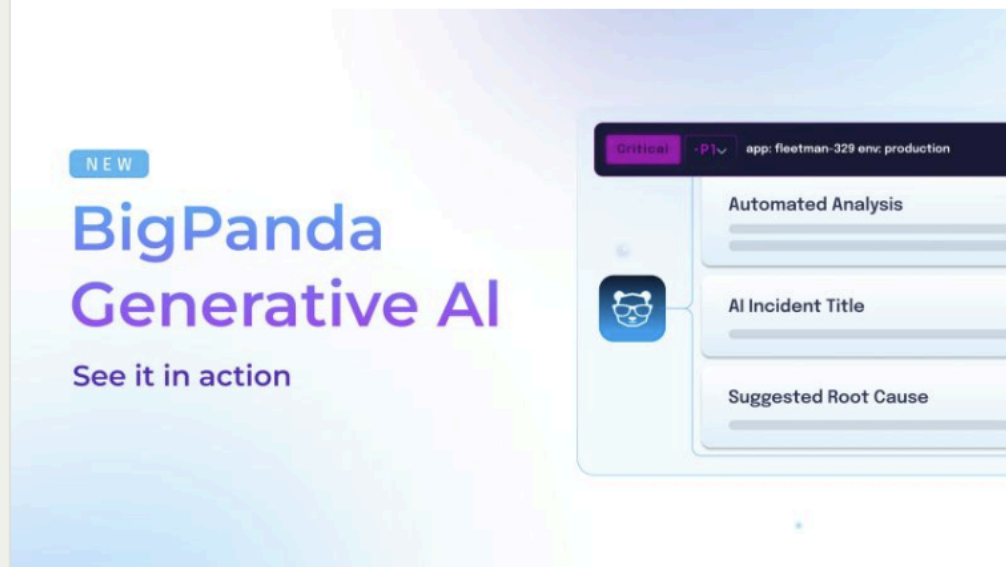 NEW
BigPanda
Generative AI
See it in action
Critical
·P1
app: fleetman-329 env: production
Automated Analysis
AI Incident Title
Suggested Root Cause